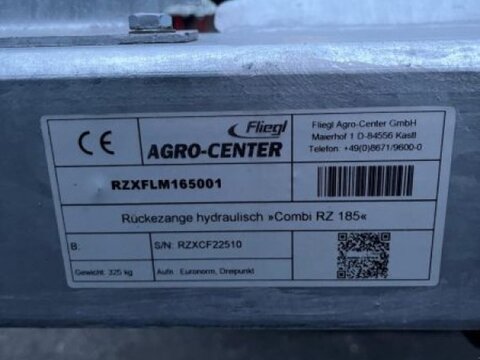 CE
Fliegl
AGRO-CENTER
Fliegl Agro-Center GmbH
Maierhof 1 D-84556 Kastl
Telefon: +49(0)8671/9600-0
RZXFLM165001
Rückezange hydraulisch »Combi RZ 185«
B:
S/N: RZXCF22510
Gewicht: 325 kg
Aufn.: Euronorm, Dreipunkt